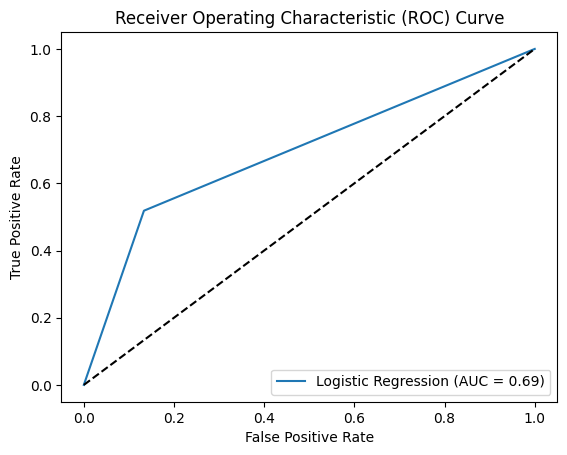 Receiver Operating Characteristic (ROC) Curve
1.0
0.8
0.6
0.4
0.2
0.0
True Positive Rate
Logistic Regression (AUC = 0.69)
0.0 0.2 0.4 0.6 0.8 1.0
False Positive Rate